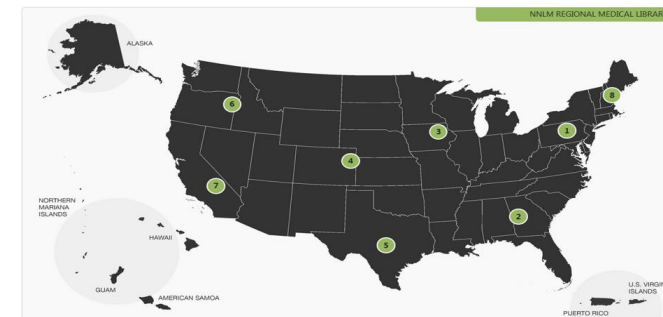 NNLM REGIONAL MEDICAL LIBRAR
ALASKA
8
6
3
1
4
7
NORTHERN
MARIANA
ISLANDS
2
HAWAII
5
GUAM
AMERICAN SAMOA
U.S. VIRGIN
ISLANDS
PUERTO RICO